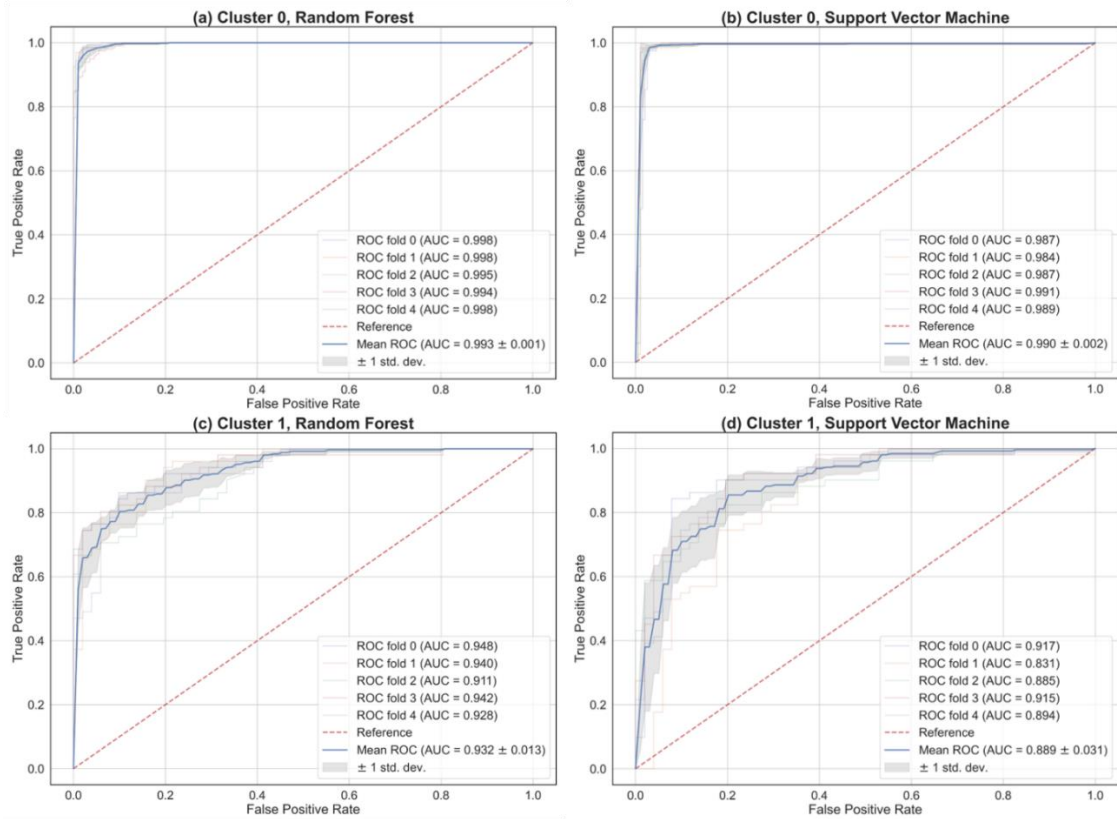 (a) Cluster 0, Random Forest
True Positive Rate
1.0
0.8
0.6
0.4
0.2
0.0
ROC fold 0 (AUC = 0.998)
ROC fold 1 (AUC = 0.998)
ROC fold 2 (AUC = 0.995)
ROC fold 3 (AUC = 0.994)
ROC fold 4 (AUC = 0.998)
Reference
Mean ROC (AUC = 0.993 ± 0.001)
± 1 std. dev.
0.0 0.2 0.4 0.6 0.8 1.0
False Positive Rate
(b) Cluster 0, Support Vector Machine
True Positive Rate
1.0
0.8
0.6
0.4
0.2
0.0
ROC fold 0 (AUC = 0.987)
ROC fold 1 (AUC = 0.984)
ROC fold 2 (AUC = 0.987)
ROC fold 3 (AUC = 0.991)
ROC fold 4 (AUC = 0.989)
Reference
Mean ROC (AUC = 0.990 ± 0.002)
± 1 std. dev.
0.0 0.2 0.4 0.6 0.8 1.0
False Positive Rate
(c) Cluster 1, Random Forest
True Positive Rate
1.0
0.8
0.6
0.4
0.2
0.0
ROC fold 0 (AUC = 0.948)
ROC fold 1 (AUC = 0.940)
ROC fold 2 (AUC = 0.911)
ROC fold 3 (AUC = 0.942)
ROC fold 4 (AUC = 0.928)
Reference
Mean ROC (AUC = 0.932 ± 0.013)
± 1 std. dev.
0.0 0.2 0.4 0.6 0.8 1.0
False Positive Rate
(d) Cluster 1, Support Vector Machine
True Positive Rate
1.0
0.8
0.6
0.4
0.2
0.0
ROC fold 0 (AUC = 0.917)
ROC fold 1 (AUC = 0.831)
ROC fold 2 (AUC = 0.885)
ROC fold 3 (AUC = 0.915)
ROC fold 4 (AUC = 0.894)
Reference
Mean ROC (AUC = 0.889 ± 0.031)
± 1 std. dev.
0.0 0.2 0.4 0.6 0.8 1.0
False Positive Rate